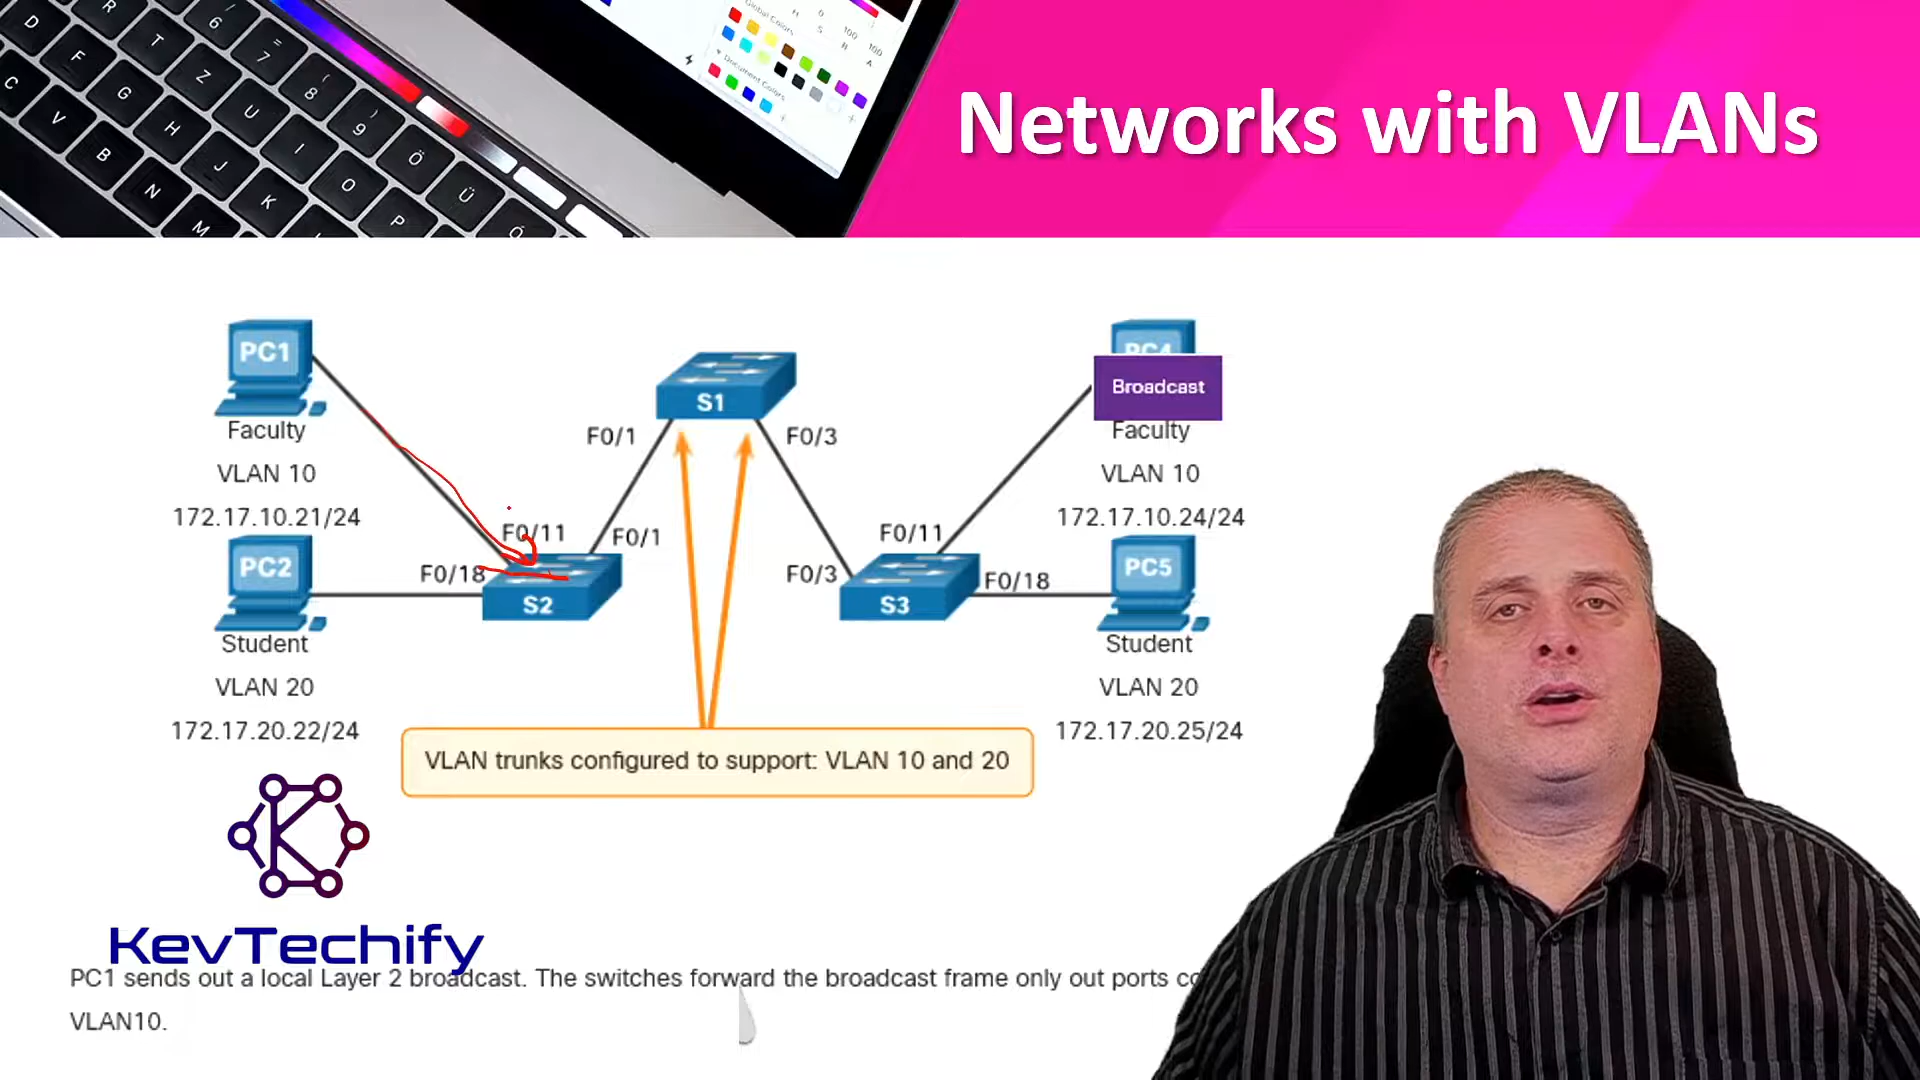 Networks with VLANs
PC1
Faculty
VLAN 10
172.17.10.21/24
PC2
Student
VLAN 20
172.17.20.22/24
F0/11
F0/18
F0/1
S2
F0/1
S1
F0/3
F0/3
S3
F0/11
F0/18
PC4
Broadcast
Faculty
VLAN 10
172.17.10.24/24
PC5
Student
VLAN 20
172.17.20.25/24
VLAN trunks configured to support: VLAN 10 and 20
KevTechify
PC1 sends out a local Layer 2 broadcast. The switches forward the broadcast frame only out ports
VLAN10.